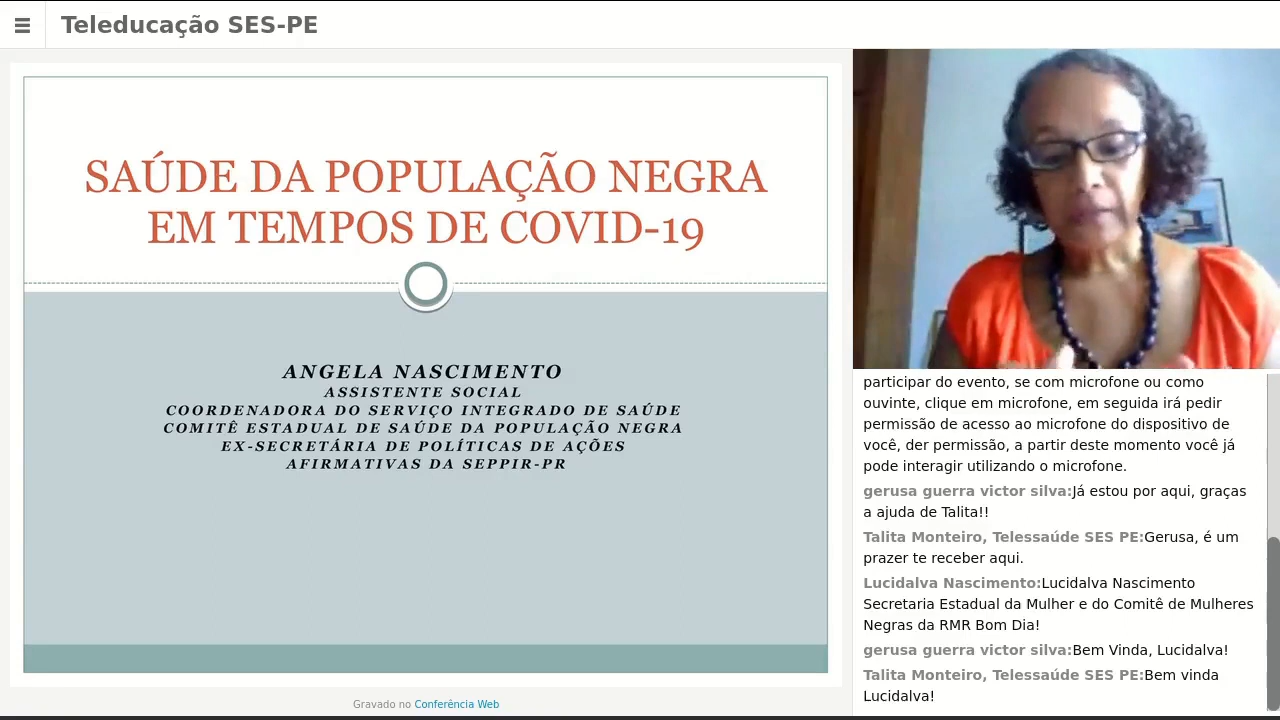 Teleducação SES-PE
SAÚDE DA POPULAÇÃO NEGRA
EM TEMPOS DE COVID-19
ANGELA NASCIMENTO
ASSISTENTE SOCIAL
COORDENADORA DO SERVIÇO INTEGRADO DE SAÚDE
COMITÊ ESTADUAL DE SAÚDE DA POPULAÇÃO NEGRA
EX-SECRETÁRIA DE POLÍTICAS DE AÇÕES
AFIRMATIVAS DA SEPPIR-PR
Gravado no Conferência Web
participar do evento, se com microfone ou como
ouvinte, clique em microfone, em seguida irá pedir
permissão de acesso ao microfone do dispositivo de
você, der permissão, a partir deste momento você já
pode interagir utilizando o microfone.
gerusa guerra victor silva:Já estou por aqui, graças
a ajuda de Talita!!
Talita Monteiro, Telessaúde SES PE:Gerusa, é um
prazer te receber aqui.
Lucidalva Nascimento:Lucidalva Nascimento
Secretaria Estadual da Mulher e do Comitê de Mulheres
Negras da RMR Bom Dia!
gerusa guerra victor silva:Bem Vinda, Lucidalva!
Talita Monteiro, Telessaúde SES PE:Bem vinda
Lucidalva!